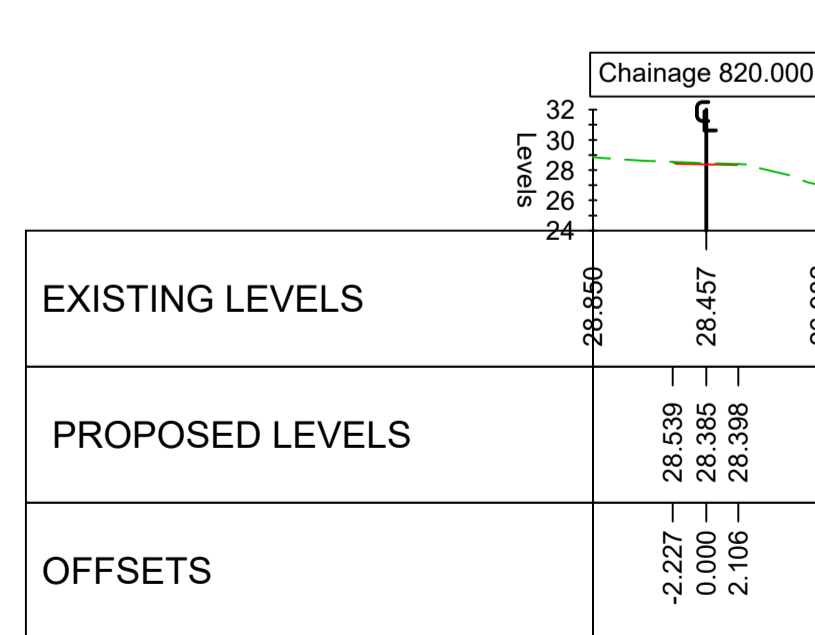 Chainage 820.000
32
30
28
26
24
Levels
CL
EXISTING LEVELS
28.850
28.457
PROPOSED LEVELS
28.539
28.385
28.398
OFFSETS
-2.227
0.000
2.106